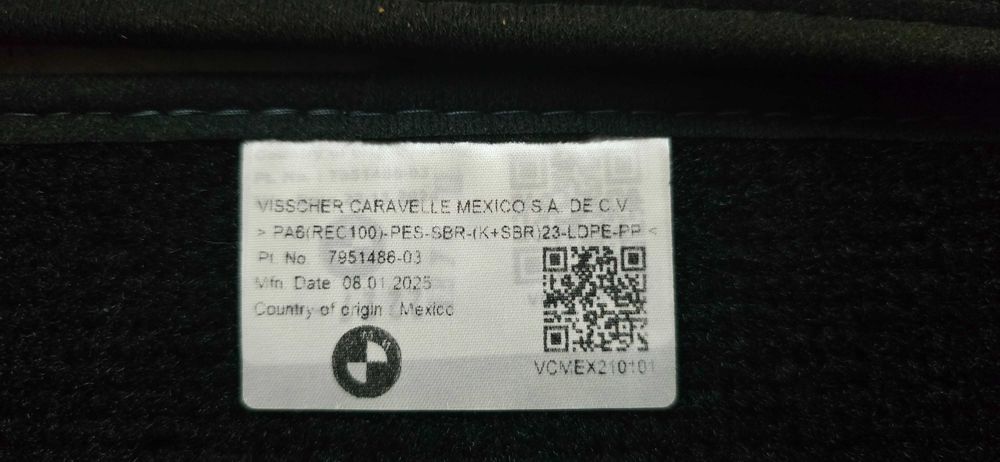 VISSCHER CARAVELLE MEXICO S.A. DE C.V.
> PA6(REC100)-PES-SBR-(K+SBR)23-LDPE-PP <
Pt. No. 7951486-03
Mfn. Date 08.01.2025
Country of origin : Mexico
VCMEX210101